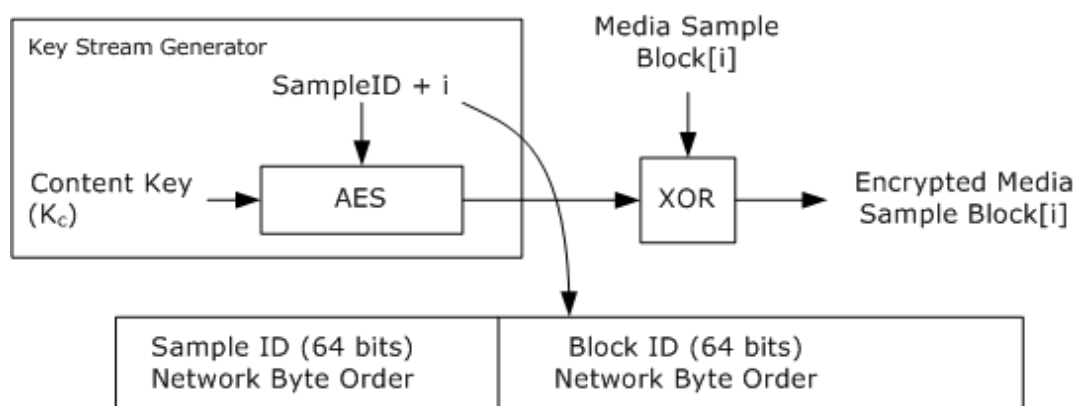 Key Stream Generator
SampleID + i
Content Key
(Kc)
AES
Media Sample
Block[i]
XOR
Encrypted Media
Sample Block[i]
Sample ID (64 bits)
Network Byte Order
Block ID (64 bits)
Network Byte Order